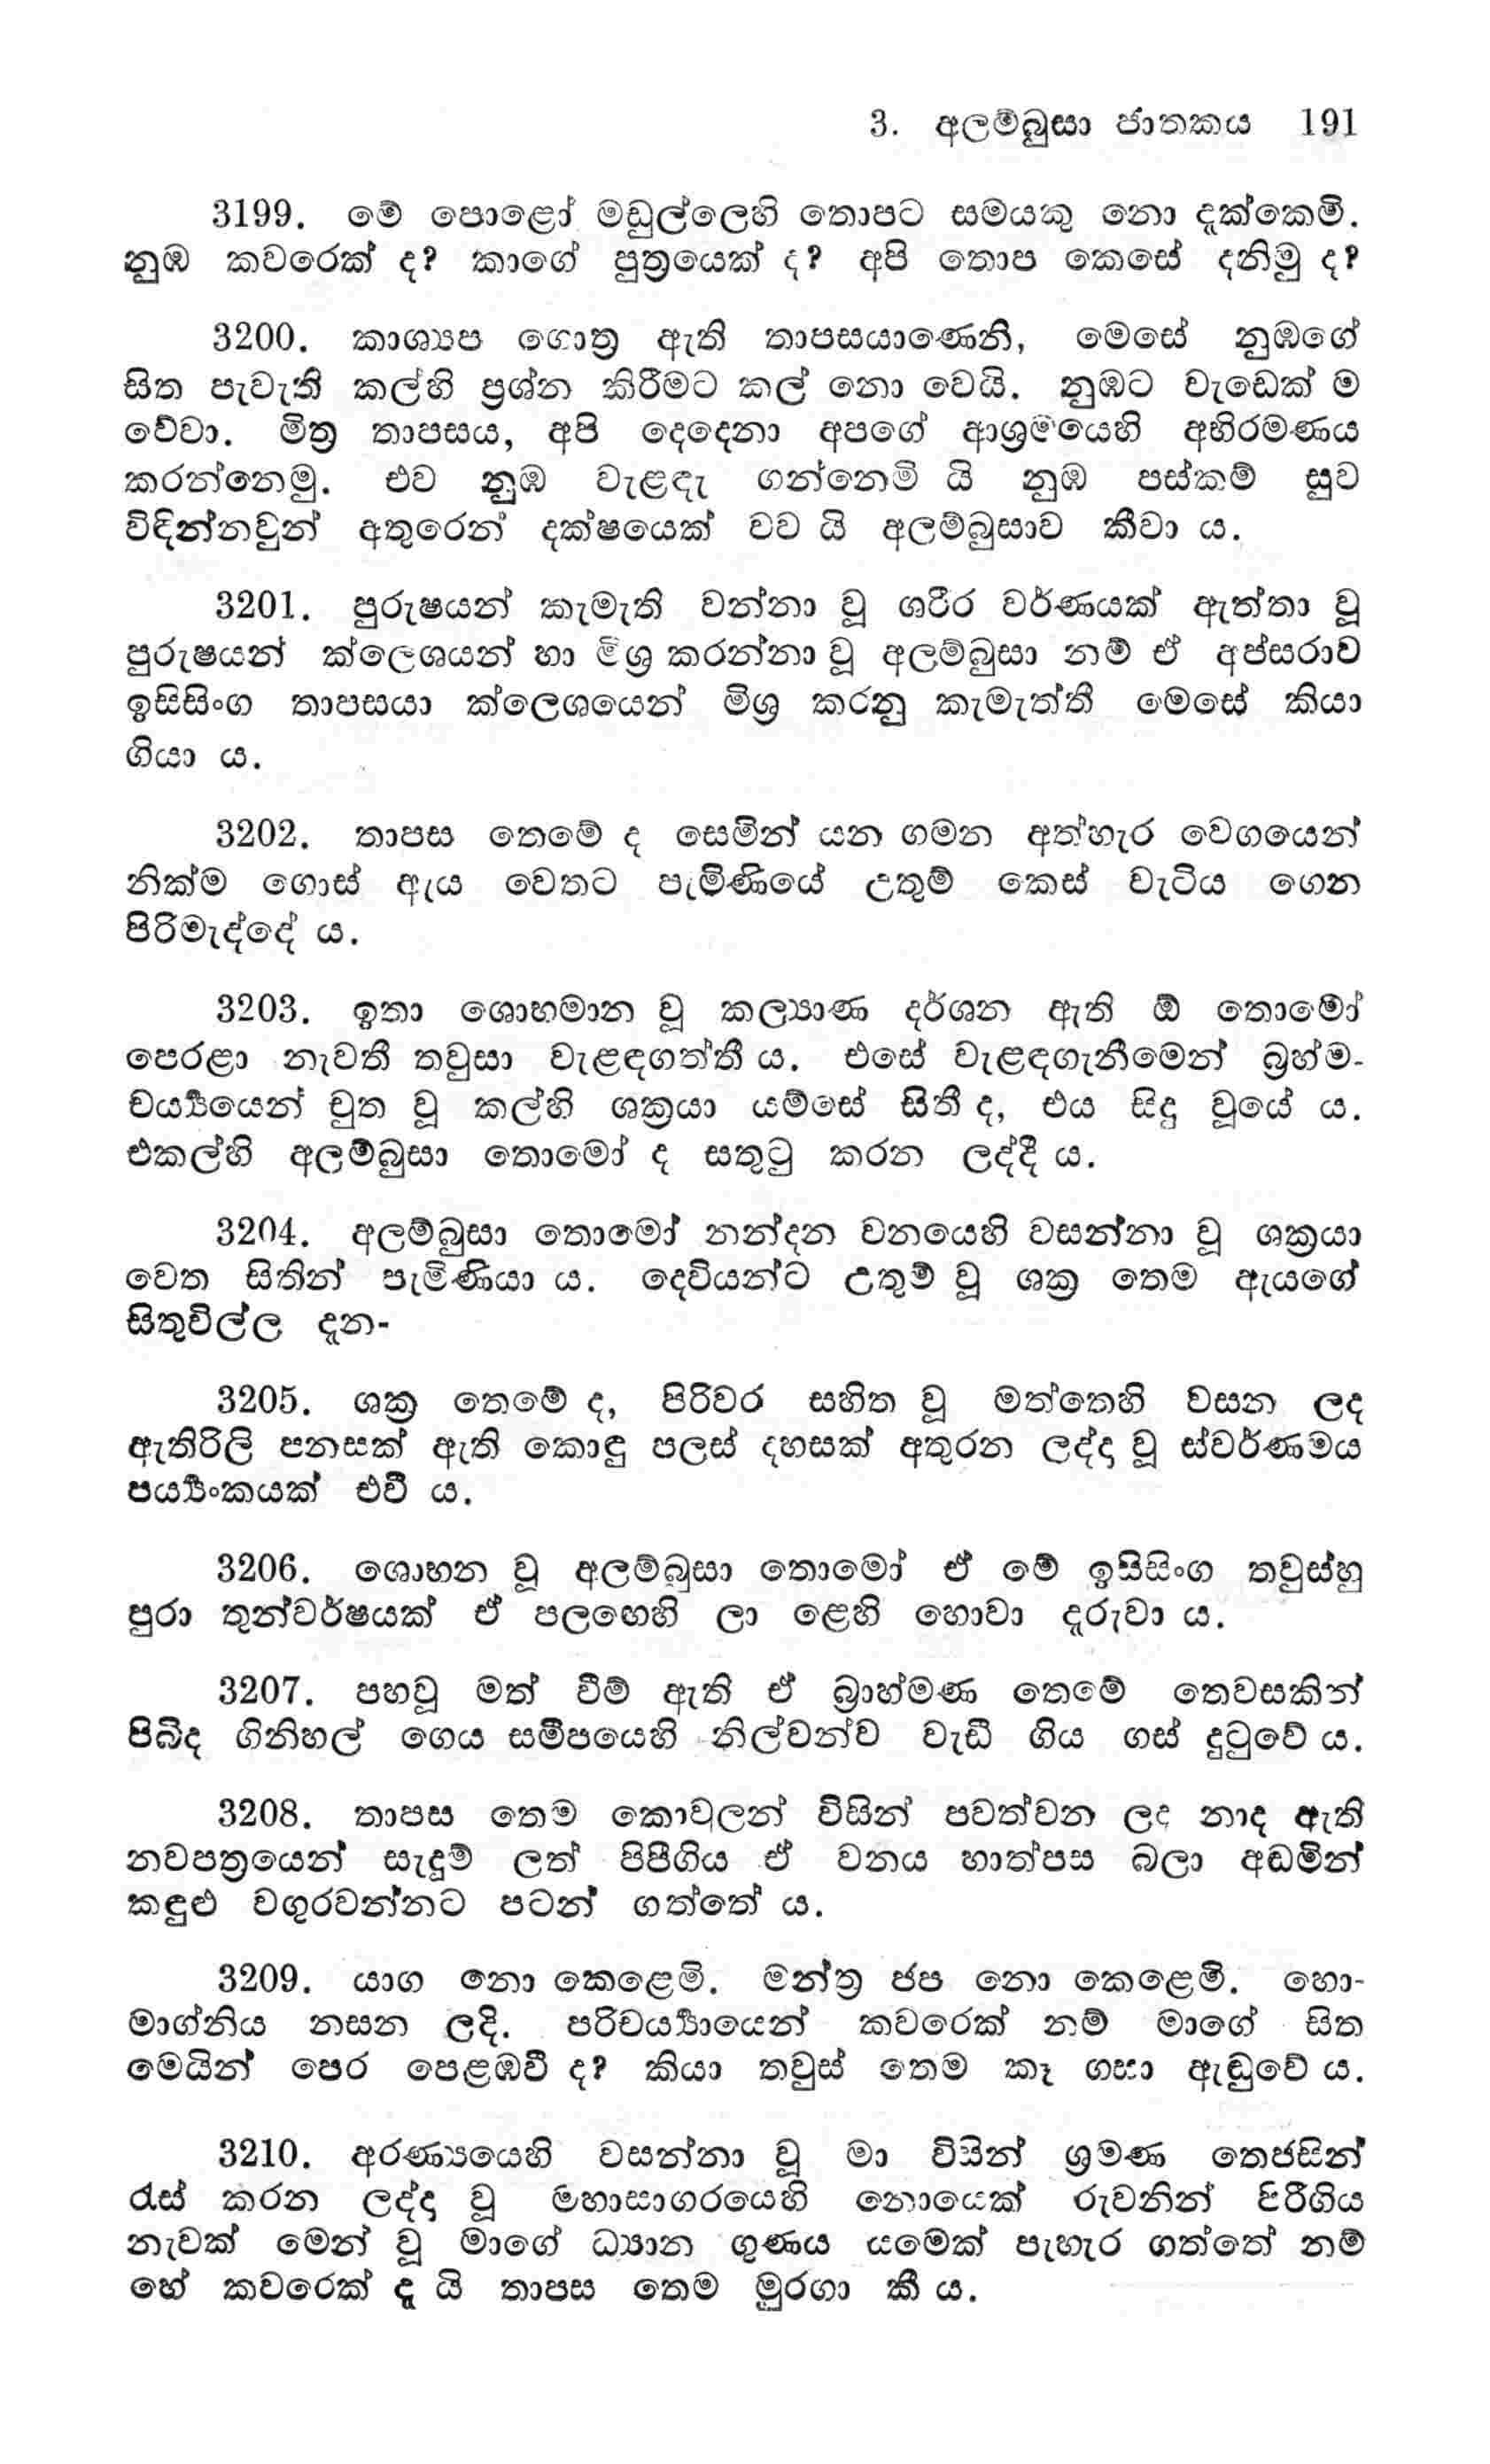 3. අලම්බුසා ජාතකය 191
3199. මේ පොළෝ මඩුල්ලෙහි තොපට සමයකු නො දැක්කෙමි.
නුඹ කවරෙක් ද? කාගේ පුත්‍රයෙක් ද? අපි තොප කෙසේ දනිමු ද?
3200. කාශ්‍යප ගොත්‍ර ඇති තාපසයාණෙනි, මෙසේ නුඹගේ
සිත පැවැති කල්හි ප්‍රශ්න කිරීමට කල් නො වෙයි. නුඹට වැඩෙක් ම
වේවා. මිත්‍ර තාපසය, අපි දෙදෙනා අපගේ ආශ්‍රමයෙහි අභිරමණය
කරන්නෙමු. එව නුඹ වැළඳැ ගන්නෙමි යි නුඹ පස්කම් සුව
විඳින්නවුන් අතුරෙන් දක්ෂයෙක් වව යි අලම්බුසාව කීවා ය.
3201. පුරුෂයන් කැමැති වන්නා වූ ශරීර වර්ණයක් ඇත්තා වූ
පුරුෂයන් ක්ලෙශයන් හා මිශ්‍ර කරන්නා වූ අලම්බුසා නම් ඒ අප්සරාව
ඉසිසිංග තාපසයා ක්ලෙශයෙන් මිශ්‍ර කරනු කැමැත්තී මෙසේ කියා
ගියා ය.
3202. තාපස තෙමේ ද සෙමින් යන ගමන අත්හැර වෙගයෙන්
නික්ම ගොස් ඇය වෙතට පැමිණියේ උතුම් කෙස් වැටිය ගෙන
පිරිමැද්දේ ය.
3203. ඉතා ශොභමාන වූ කල්‍යාණ දර්ශන ඇති ඕ තොමෝ
පෙරළා නැවතී තවුසා වැළඳගත්තී ය. එසේ වැළඳගැනීමෙන් බ්‍රහ්ම-
චර්‍ය්‍යයෙන් චුත වූ කල්හි ශක්‍රයා යම්සේ සිතී ද, එය සිදු වූයේ ය.
එකල්හි අලම්බුසා තොමෝ ද සතුටු කරන ලද්දී ය.
3204. අලම්බුසා තොමෝ නන්දන වනයෙහි වසන්නා වූ ශක්‍රයා
වෙත සිතින් පැමිණියා ය. දෙවියන්ට උතුම් වූ ශක්‍ර තෙම ඇයගේ
සිතුවිල්ල දැන-
3205. ශක්‍ර තෙමේ ද, පිරිවර සහිත වූ මත්තෙහි වසන ලද
ඇතිරිලි පනසක් ඇති කොඳු පලස් දහසක් අතුරන ලද්දා වූ ස්වර්ණමය
පර්‍ය්‍යංකයක් එවී ය.
3206. ශොභන වූ අලම්බුසා තොමෝ ඒ මේ ඉසිසිංග තවුස්හු
පුරා තුන්වර්ෂයක් ඒ පලඟෙහි ලා ළෙහි හොවා දැරුවා ය.
3207. පහවූ මත් වීම් ඇති ඒ බ්‍රාහ්මණ තෙමේ තෙවසකින්
පිබිද ගිනිහල් ගෙය සමීපයෙහි නිල්වන්ව වැඩී ගිය ගස් දුටුවේ ය.
3208. තාපස තෙම කොවුලන් විසින් පවත්වන ලද නාද ඇති
නවපත්‍රයෙන් සැදුම් ලත් පිපීගිය ඒ වනය හාත්පස බලා අඬමින්
කඳුළු වගුරවන්නට පටන් ගත්තේ ය.
3209. යාග නො කෙළෙමි. මන්ත්‍ර ජප නො කෙළෙමි. හො-
මාග්නිය නසන ලදි. පරිචර්‍ය්‍යායෙන් කවරෙක් නම් මාගේ සිත
මෙයින් පෙර පෙළඹවී ද? කියා තවුස් තෙම කෑ ගසා ඇඬුවේ ය.
3210. අරණ්‍යයෙහි වසන්නා වූ මා විසින් ශ්‍රමණ තෙජසින්
රැස් කරන ලද්දා වූ මහාසාගරයෙහි නොයෙක් රුවනින් පිරීගිය
නැවක් මෙන් වූ මාගේ ධ්‍යාන ගුණය යමෙක් පැහැර ගත්තේ නම්
හේ කවරෙක් දැ යි තාපස තෙම මුරගා කී ය.